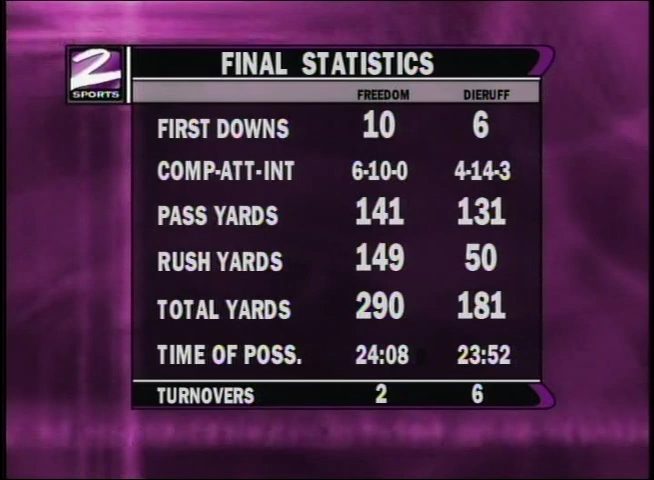 2
SPORTS
FINAL STATISTICS
FREEDOM DIERUFF
FIRST DOWNS 10 6
COMP-ATT-INT 6-10-0 4-14-3
PASS YARDS 141 131
RUSH YARDS 149 50
TOTAL YARDS 290 181
TIME OF POSS. 24:08 23:52
TURNOVERS 2 6